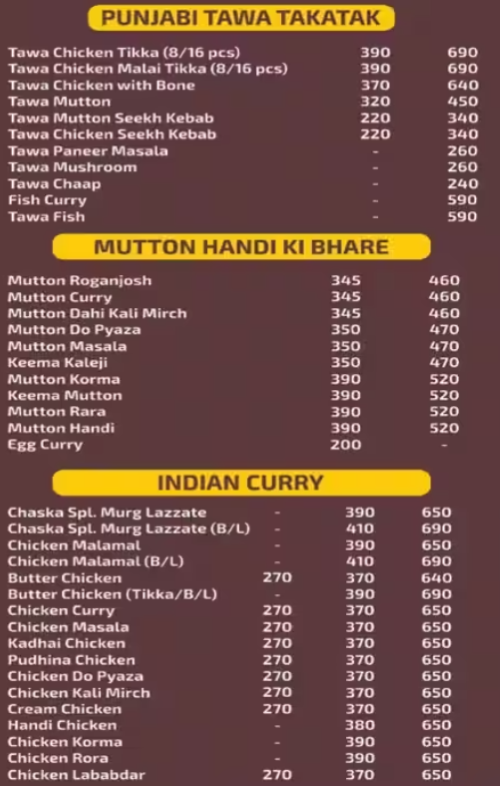 PUNJABI TAWA TAKATAK
Tawa Chicken Tikka (8/16 pcs) 390 690
Tawa Chicken Malai Tikka (8/16 pcs) 390 690
Tawa Chicken with Bone 370 640
Tawa Mutton 320 450
Tawa Mutton Seekh Kebab 220 340
Tawa Chicken Seekh Kebab 220 340
Tawa Paneer Masala - 260
Tawa Mushroom - 260
Tawa Chaap - 240
Fish Curry - 590
Tawa Fish - 590
MUTTON HANDI KI BHARE
Mutton Roganjosh 345 460
Mutton Curry 345 460
Mutton Dahi Kali Mirch 345 460
Mutton Do Pyaza 350 470
Mutton Masala 350 470
Keema Kaleji 350 470
Mutton Korma 390 520
Keema Mutton 390 520
Mutton Rara 390 520
Mutton Handi 390 520
Egg Curry 200 -
INDIAN CURRY
Chaska Spl. Murg Lazzate - 390 650
Chaska Spl. Murg Lazzate (B/L) - 410 690
Chicken Malamal - 390 650
Chicken Malamal (B/L) - 410 690
Butter Chicken 270 370 640
Butter Chicken (Tikka/B/L) - 390 690
Chicken Curry 270 370 650
Chicken Masala 270 370 650
Kadhai Chicken 270 370 650
Pudhina Chicken 270 370 650
Chicken Do Pyaza 270 370 650
Chicken Kali Mirch 270 370 650
Cream Chicken 270 370 650
Handi Chicken - 380 650
Chicken Korma - 390 650
Chicken Rora - 390 650
Chicken Lababdar 270 370 650